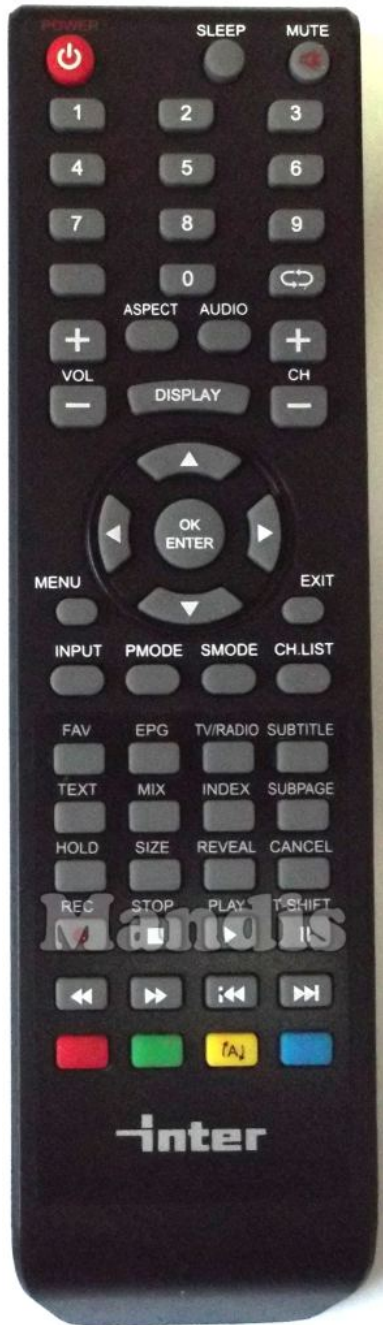 POWER SLEEP MUTE
1 2 3
4 5 6
7 8 9
0
ASPECT AUDIO
VOL CH
DISPLAY
OK
ENTER
MENU EXIT
INPUT PMODE SMODE CH.LIST
FAV EPG TV/RADIO SUBTITLE
TEXT MIX INDEX SUBPAGE
HOLD SIZE REVEAL CANCEL
REC STOP PLAY T-SHIFT
Mandis
[A]
inter